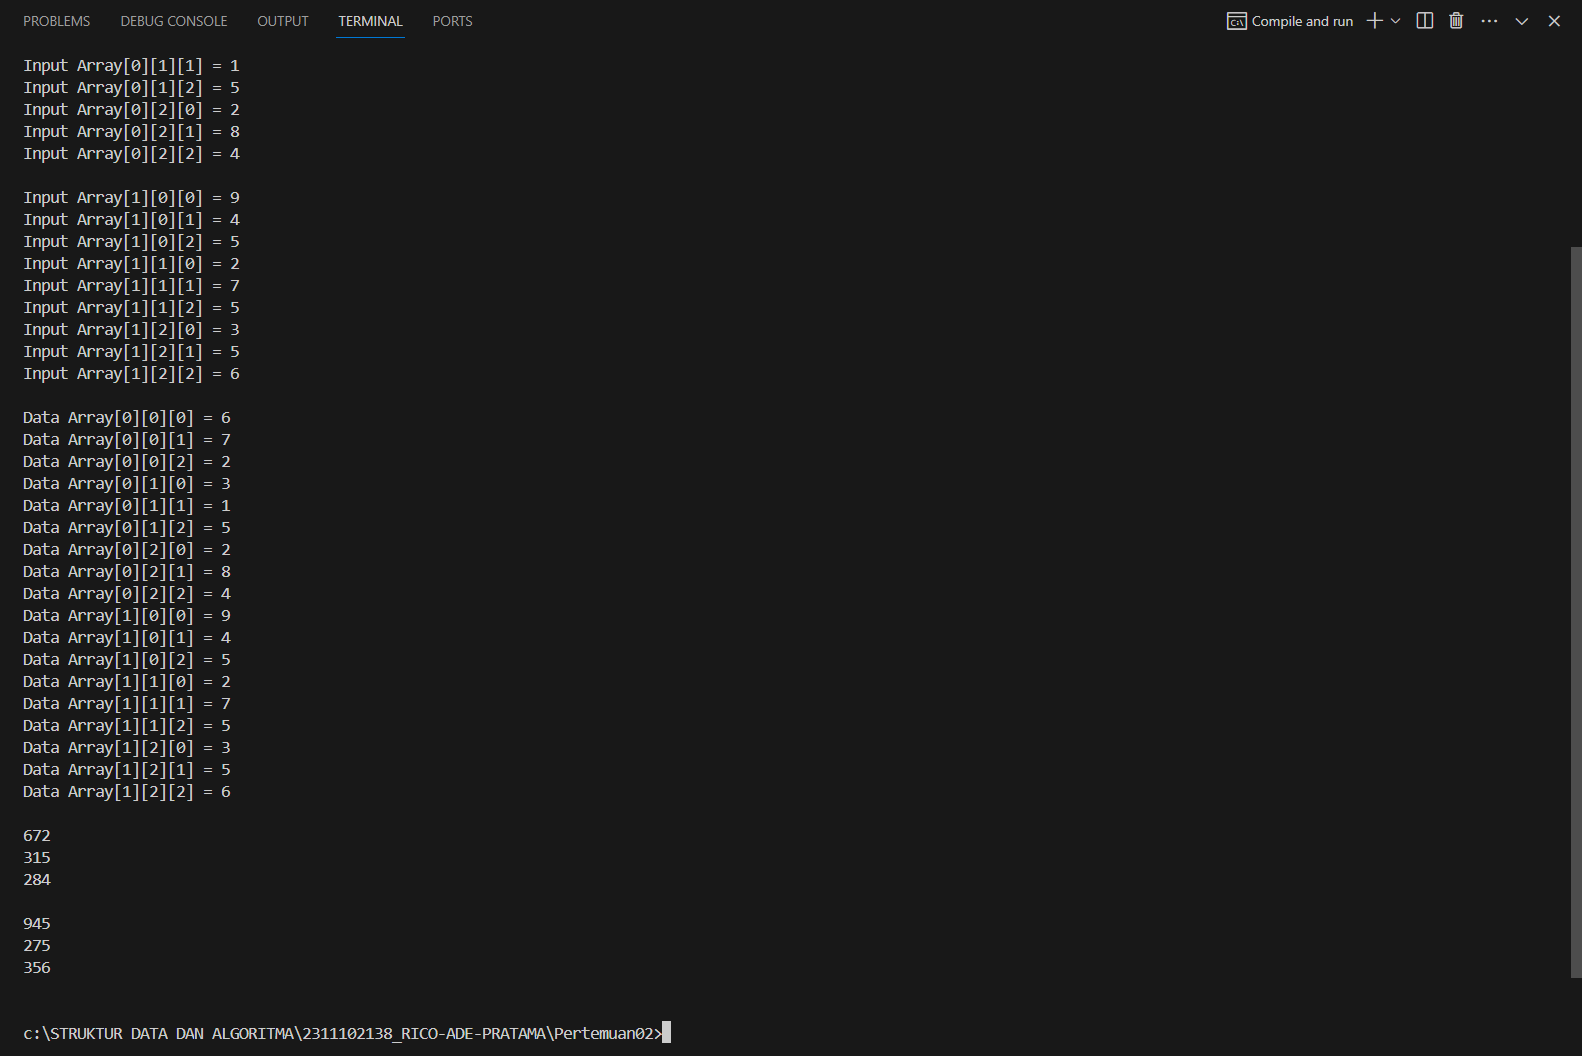 PROBLEMS DEBUG CONSOLE OUTPUT TERMINAL PORTS Compile and run
Input Array[0][1][1] = 1
Input Array[0][1][2] = 5
Input Array[0][2][0] = 2
Input Array[0][2][1] = 8
Input Array[0][2][2] = 4
Input Array[1][0][0] = 9
Input Array[1][0][1] = 4
Input Array[1][0][2] = 5
Input Array[1][1][0] = 2
Input Array[1][1][1] = 7
Input Array[1][1][2] = 5
Input Array[1][2][0] = 3
Input Array[1][2][1] = 5
Input Array[1][2][2] = 6
Data Array[0][0][0] = 6
Data Array[0][0][1] = 7
Data Array[0][0][2] = 2
Data Array[0][1][0] = 3
Data Array[0][1][1] = 1
Data Array[0][1][2] = 5
Data Array[0][2][0] = 2
Data Array[0][2][1] = 8
Data Array[0][2][2] = 4
Data Array[1][0][0] = 9
Data Array[1][0][1] = 4
Data Array[1][0][2] = 5
Data Array[1][1][0] = 2
Data Array[1][1][1] = 7
Data Array[1][1][2] = 5
Data Array[1][2][0] = 3
Data Array[1][2][1] = 5
Data Array[1][2][2] = 6
672
315
284
945
275
356
c:\STRUKTUR DATA DAN ALGORITMA\2311102138_RICO-ADE-PRATAMA\Pertemuan02>